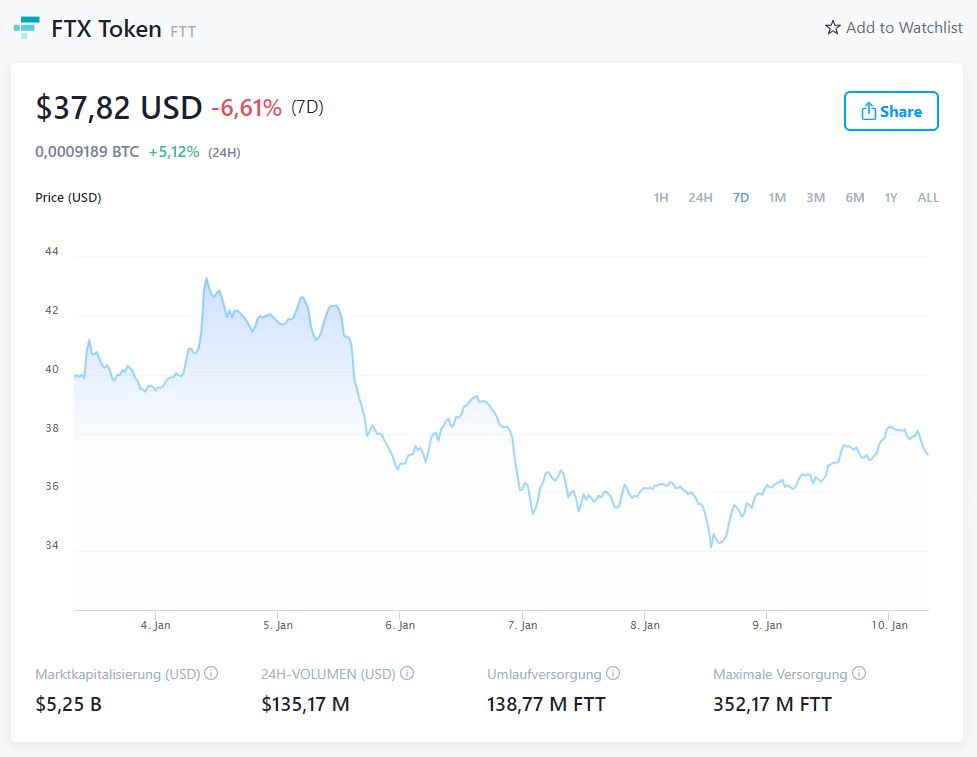 FTX Token FTT
Add to Watchlist
$37,82 USD -6,61% (7D)
Share
0,0009189 BTC +5,12% (24H)
Price (USD)
1H 24H 7D 1M 3M 6M 1Y ALL
44
42
40
38
36
34
4. Jan 5. Jan 6. Jan 7. Jan 8. Jan 9. Jan 10. Jan
Marktkapitalisierung (USD) 24H-VOLUMEN (USD) Umlaufversorgung Maximale Versorgung
$5,25 B $135,17 M 138,77 M FTT 352,17 M FTT